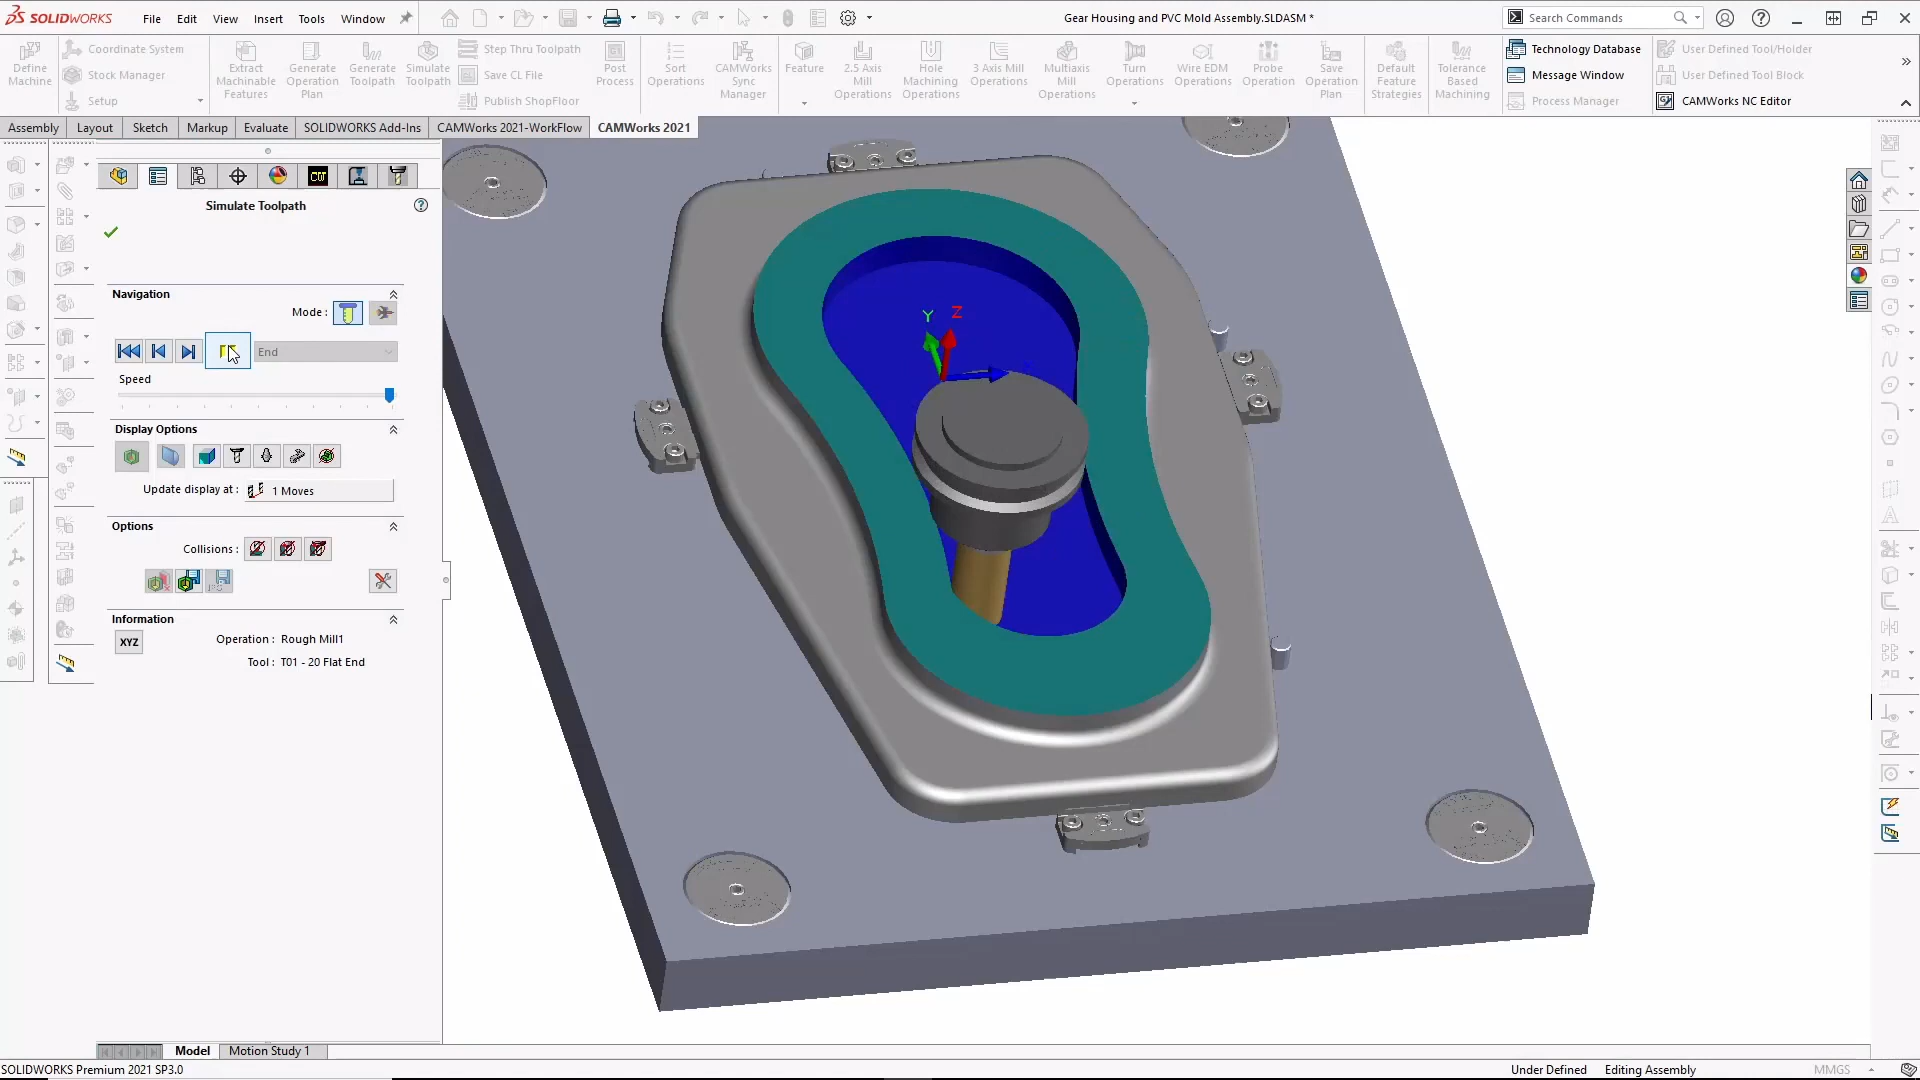 SOLIDWORKS
File Edit View Insert Tools Window
Gear Housing and PVC Mold Assembly.SLDASM *
Search Commands
Define Machine
Coordinate System
Stock Manager
Setup
Extract Machinable Features
Generate Operation Plan
Generate Toolpath
Simulate Toolpath
Step Thru Toolpath
Save CL File
Publish ShopFloor
Post Process
Sort Operations
CAMWorks Sync Manager
Feature
2.5 Axis Mill Operations
Hole Machining Operations
3 Axis Mill Operations
Multiaxis Mill Operations
Turn Operations
Wire EDM Operations
Probe Operation
Save Operation Plan
Default Feature Strategies
Tolerance Based Machining
Technology Database
Message Window
Process Manager
User Defined Tool/Holder
User Defined Tool Block
CAMWorks NC Editor
Assembly Layout Sketch Markup Evaluate SOLIDWORKS Add-Ins CAMWorks 2021-WorkFlow CAMWorks 2021
CW
Simulate Toolpath
Navigation
Mode :
End
Speed
Display Options
Update display at : 1 Moves
Options
Collisions :
Information
XYZ
Operation : Rough Mill1
Tool : T01 - 20 Flat End
Y Z
Model Motion Study 1
SOLIDWORKS Premium 2021 SP3.0
Under Defined Editing Assembly MMGS